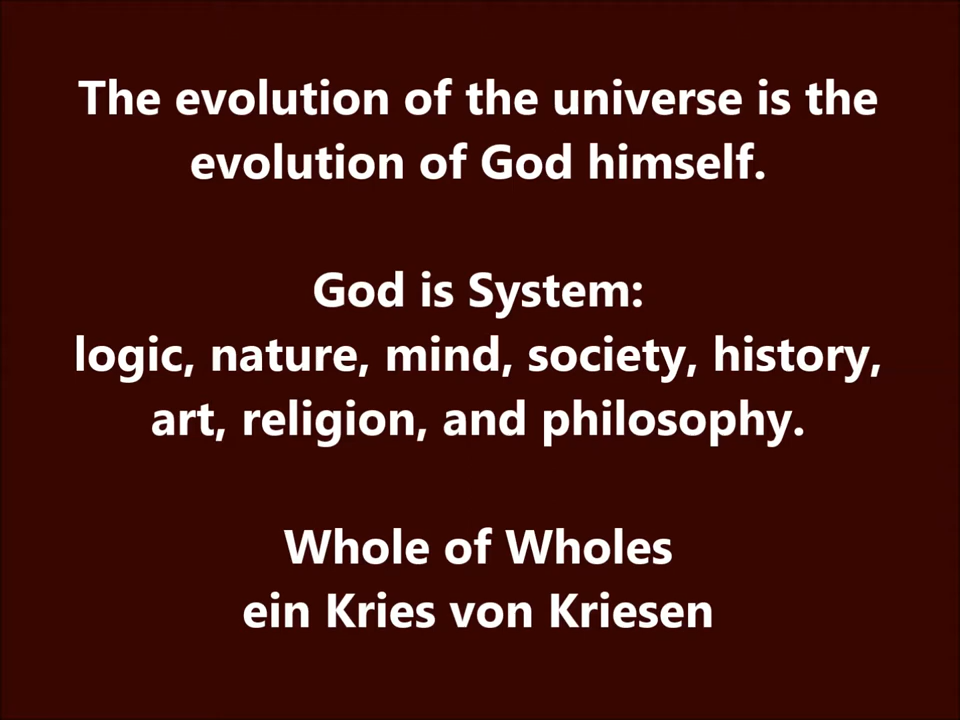 The evolution of the universe is the
evolution of God himself.
God is System:
logic, nature, mind, society, history,
art, religion, and philosophy.
Whole of Wholes
ein Kries von Kriesen